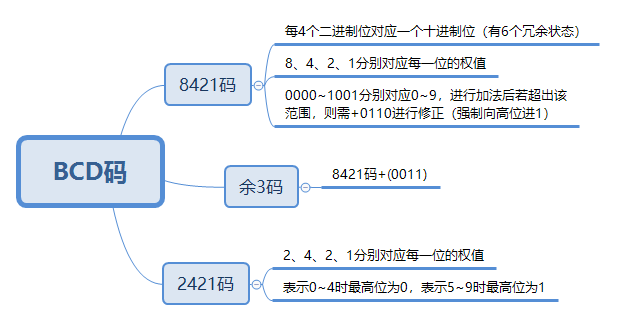 每4个二进制位对应一个十进制位（有6个冗余状态）
8421码
8、4、2、1分别对应每一位的权值
0000~1001分别对应0~9，进行加法后若超出该
范围，则需+0110进行修正（强制向高位进1）
BCD码
余3码
8421码+(0011)
2421码
2、4、2、1分别对应每一位的权值
表示0~4时最高位为0，表示5~9时最高位为1